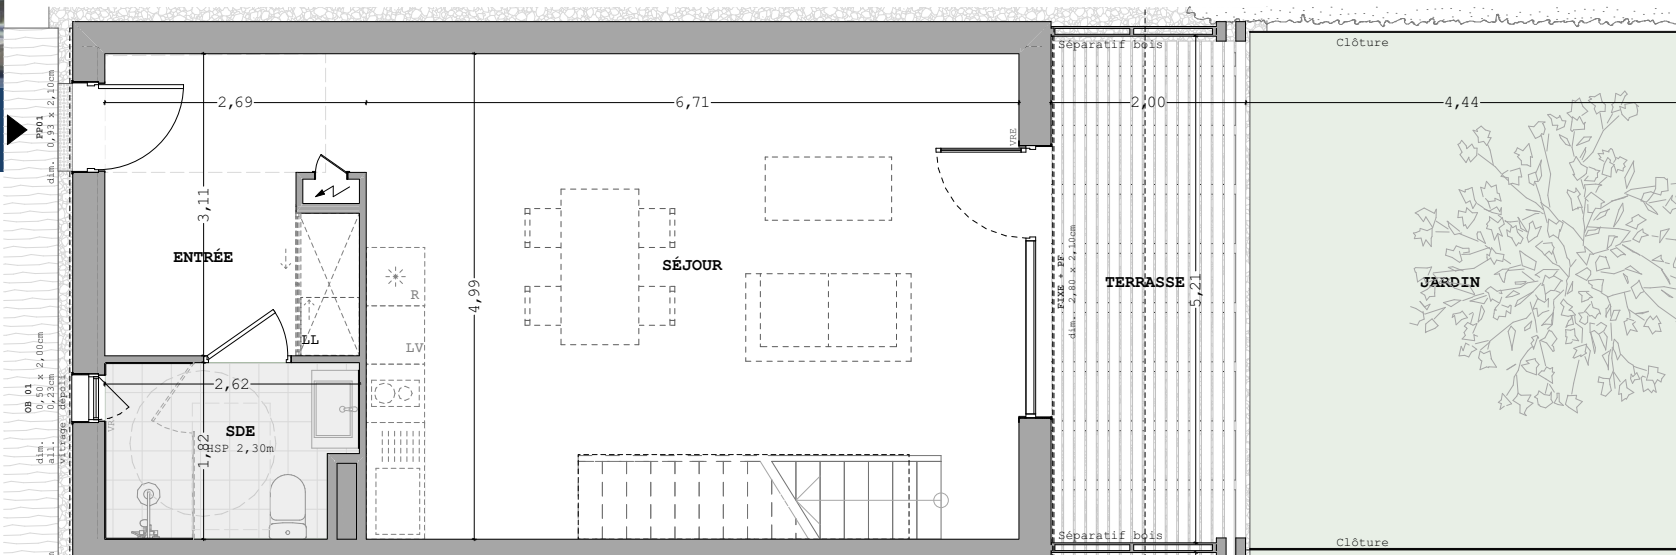 Séparatif bois
Clôture
PP01
dim. 0,93 x 2,10cm
2,69
6,71
2,00
4,44
VRE
3,11
ENTRÉE
SÉJOUR
4,99
R
LV
LL
FIXE + PF
dim. 2,80 x 2,10cm
TERRASSE
5,21
JARDIN
OB 01
dim. 0,50 x 2,00cm
all. 0,23cm
vitrage dépoli
2,62
SDE
HSP 2,30m
1,82
Séparatif bois
Clôture